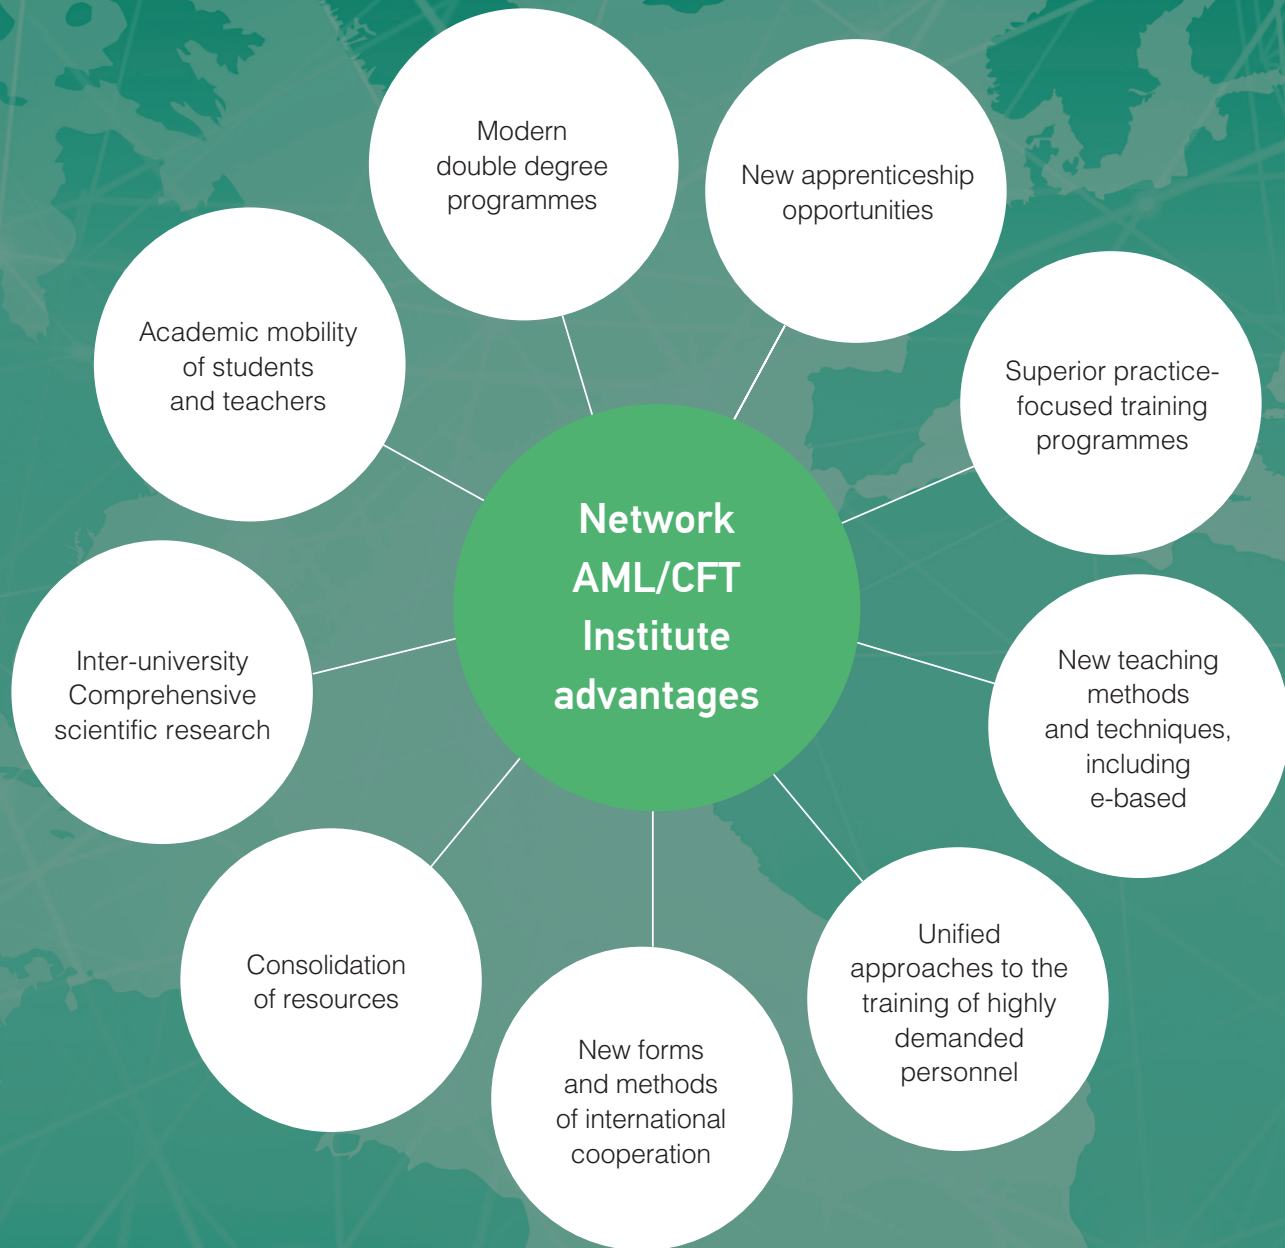 Modern
double degree
programmes
New apprenticeship
opportunities
Academic mobility
of students
and teachers
Superior practice-
focused training
programmes
Network
AML/CFT
Institute
advantages
Inter-university
Comprehensive
scientific research
New teaching
methods
and techniques,
including
e-based
Consolidation
of resources
Unified
approaches to the
training of highly
demanded
personnel
New forms
and methods
of international
cooperation